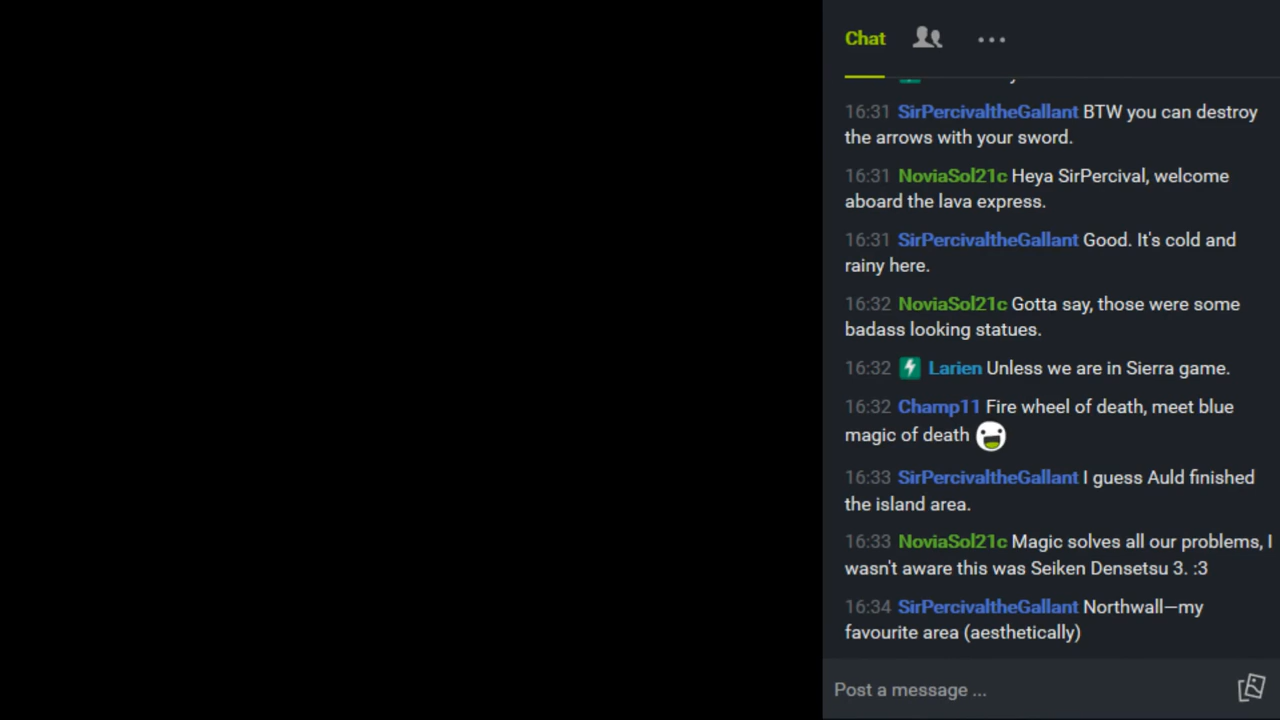 Chat
16:31 SirPercivaltheGallant BTW you can destroy
the arrows with your sword.
16:31 NoviaSol21c Heya SirPercival, welcome
aboard the lava express.
16:31 SirPercivaltheGallant Good. It's cold and
rainy here.
16:32 NoviaSol21c Gotta say, those were some
badass looking statues.
16:32 Larien Unless we are in Sierra game.
16:32 Champ11 Fire wheel of death, meet blue
magic of death
16:33 SirPercivaltheGallant I guess Auld finished
the island area.
16:33 NoviaSol21c Magic solves all our problems, I
wasn't aware this was Seiken Densetsu 3. :3
16:34 SirPercivaltheGallant Northwall—my
favourite area (aesthetically)
Post a message ...